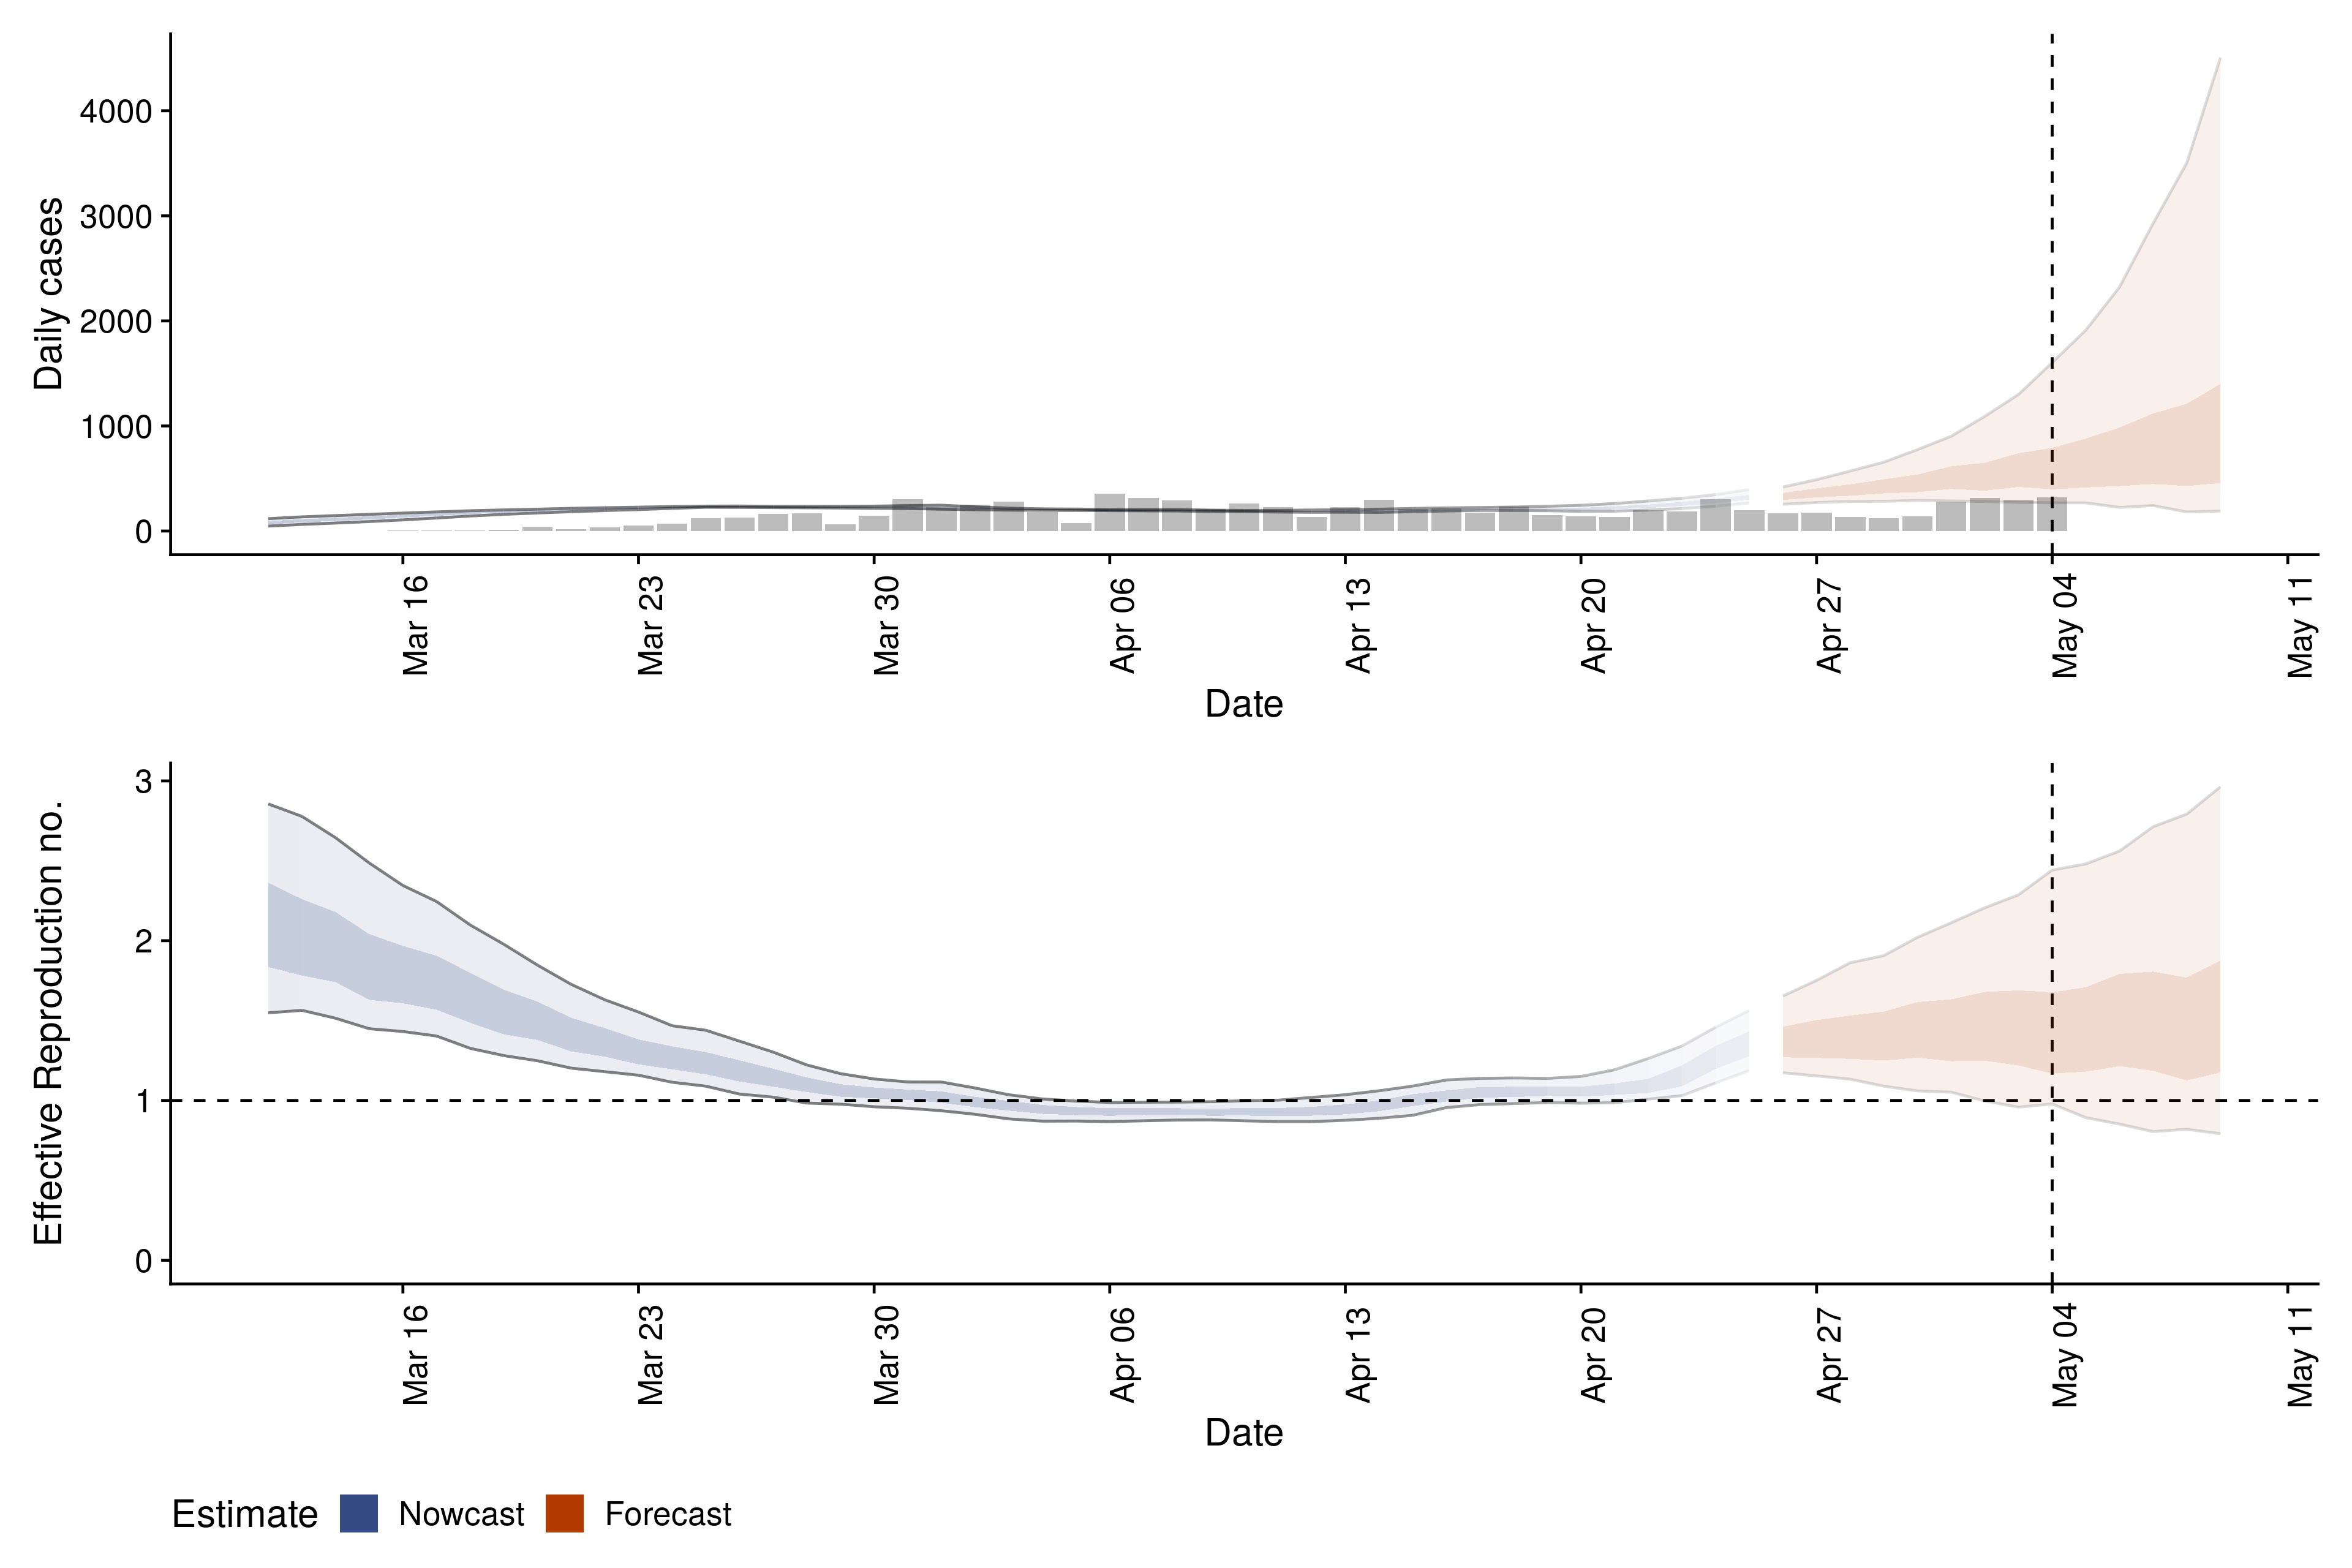 Daily cases
4000
3000
2000
1000
0
Mar 16
Mar 23
Mar 30
Apr 06
Apr 13
Apr 20
Apr 27
May 04
May 11
Date
Effective Reproduction no.
3
2
1
0
Mar 16
Mar 23
Mar 30
Apr 06
Apr 13
Apr 20
Apr 27
May 04
May 11
Date
Estimate Nowcast Forecast